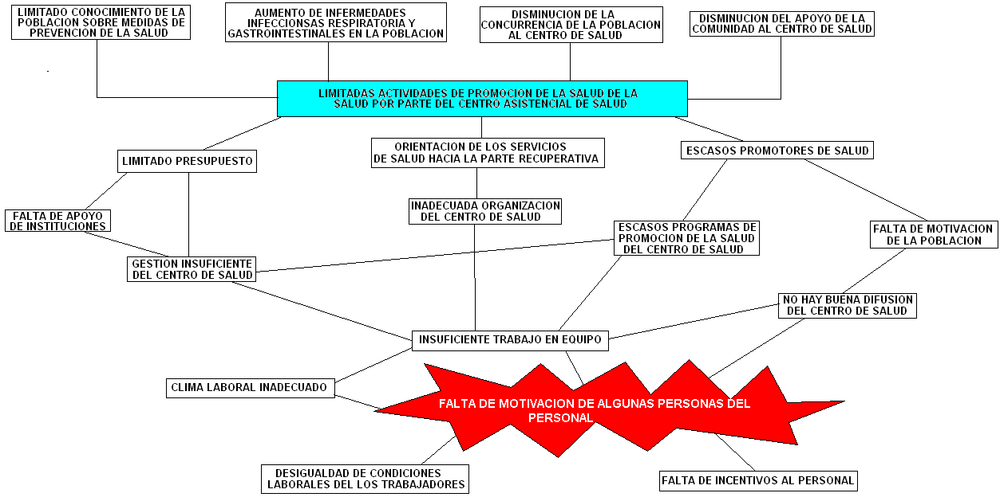 LIMITADO CONOCIMIENTO DE LA
POBLACION SOBRE MEDIDAS DE
PREVENCION DE LA SALUD
AUMENTO DE INFERMEDADES
INFECCIONSAS RESPIRATORIA Y
GASTROINTESTINALES EN LA POBLACION
DISMINUCION DE LA
CONCURRENCIA DE LA POBLACION
AL CENTRO DE SALUD
DISMINUCION DEL APOYO DE LA
COMUNIDAD AL CENTRO DE SALUD
LIMITADAS ACTIVIDADES DE PROMOCION DE LA SALUD DE LA
SALUD POR PARTE DEL CENTRO ASISTENCIAL DE SALUD
LIMITADO PRESUPUESTO
ORIENTACION DE LOS SERVICIOS
DE SALUD HACIA LA PARTE RECUPERATIVA
ESCASOS PROMOTORES DE SALUD
FALTA DE APOYO
DE INSTITUCIONES
INADECUADA ORGANIZACION
DEL CENTRO DE SALUD
ESCASOS PROGRAMAS DE
PROMOCION DE LA SALUD
DEL CENTRO DE SALUD
FALTA DE MOTIVACION
DE LA POBLACION
GESTION INSUFICIENTE
DEL CENTRO DE SALUD
NO HAY BUENA DIFUSION
DEL CENTRO DE SALUD
INSUFICIENTE TRABAJO EN EQUIPO
CLIMA LABORAL INADECUADO
FALTA DE MOTIVACION DE ALGUNAS PERSONAS DEL
PERSONAL
DESIGUALDAD DE CONDICIONES
LABORALES DEL LOS TRABAJADORES
FALTA DE INCENTIVOS AL PERSONAL